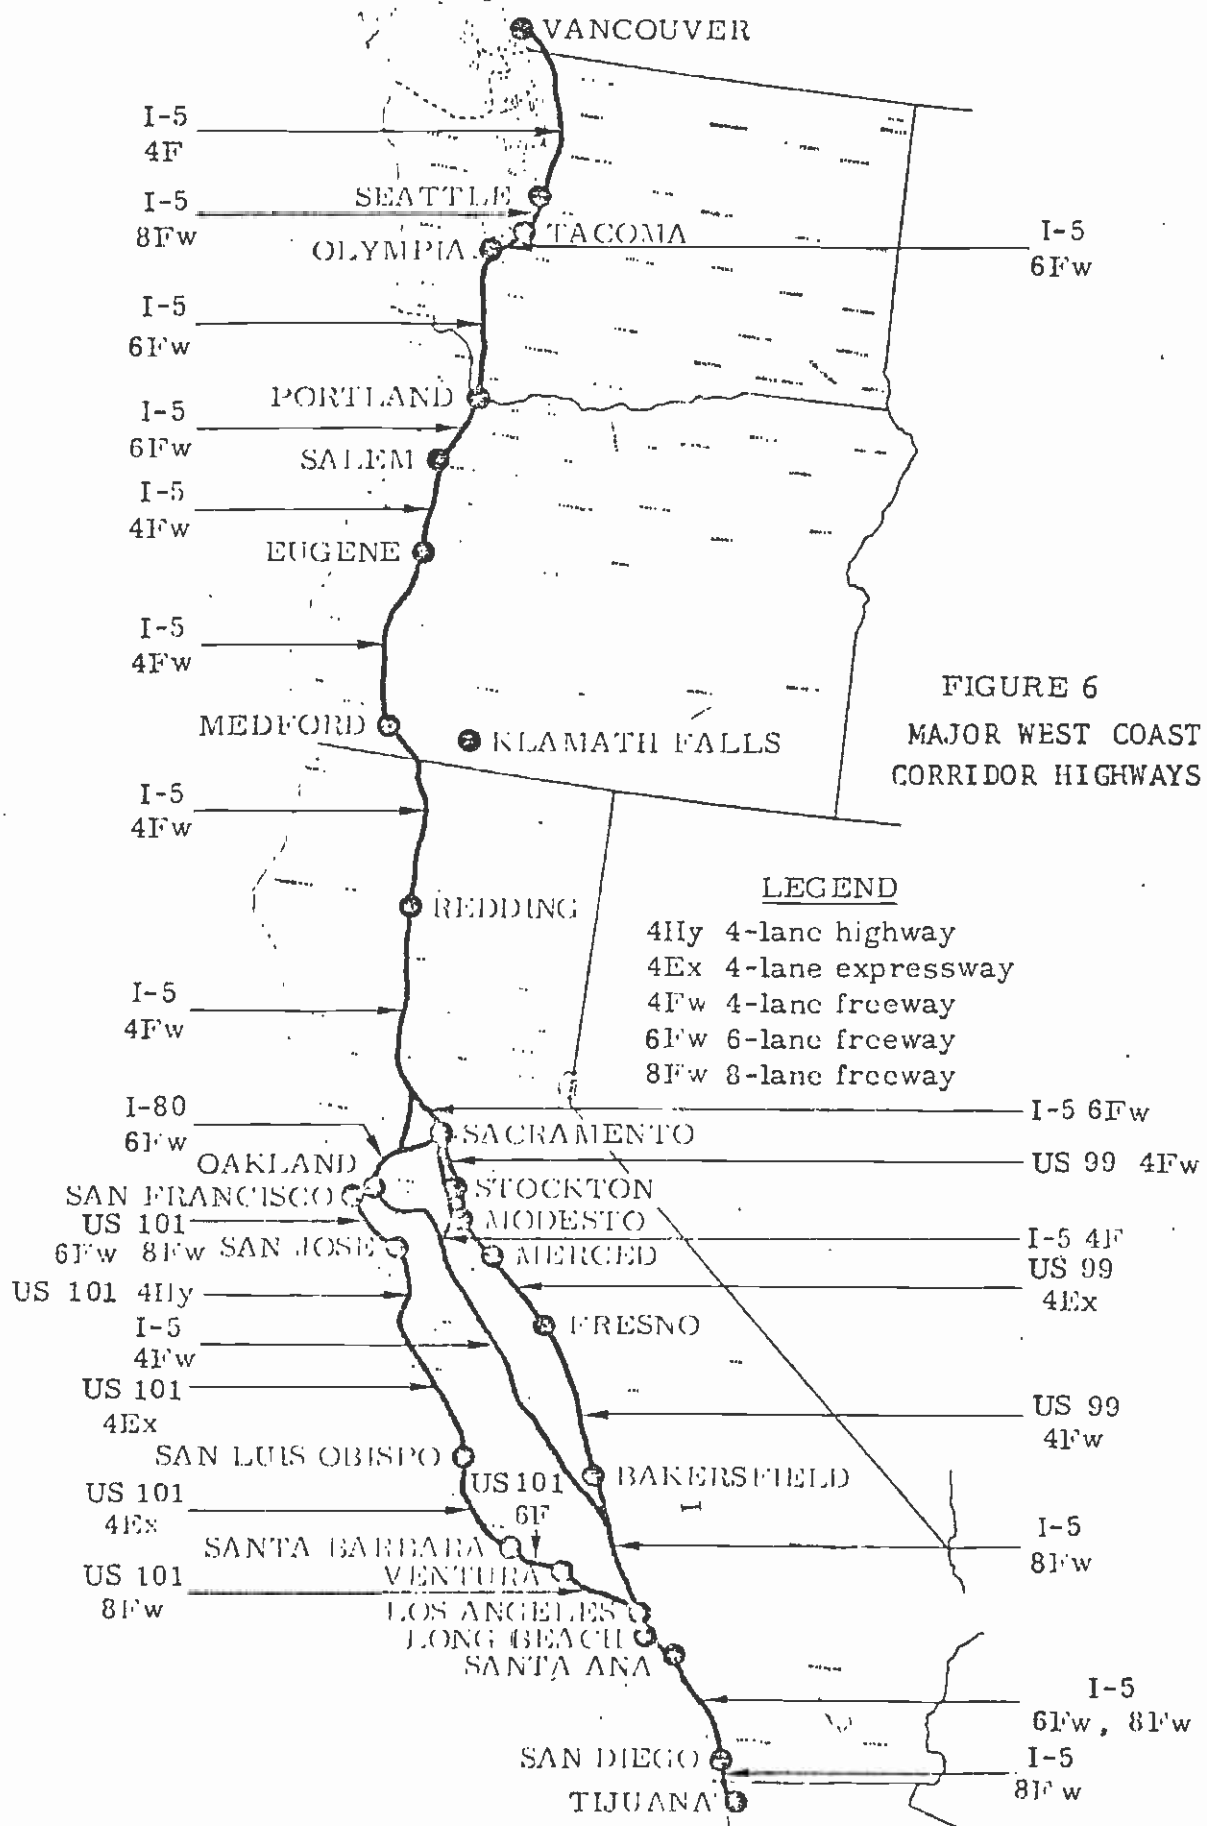 VANCOUVER
I-5
4F
SEATTLE
I-5
8Fw
TACOMA
I-5
6Fw
OLYMPIA
I-5
6Fw
PORTLAND
I-5
6Fw
SALEM
I-5
4Fw
EUGENE
I-5
4Fw
FIGURE 6
MAJOR WEST COAST
CORRIDOR HIGHWAYS
MEDFORD
KLAMATH FALLS
I-5
4Fw
LEGEND
4Hy 4-lane highway
4Ex 4-lane expressway
4Fw 4-lane freeway
6Fw 6-lane freeway
8Fw 8-lane freeway
REDDING
I-5
4Fw
I-80
6Fw
I-5 6Fw
SACRAMENTO
OAKLAND
US 99 4Fw
SAN FRANCISCO
STOCKTON
US 101
6Fw 8Fw
MODESTO
SAN JOSE
I-5 4F
MERCED
US 99
4Ex
US 101 4Hy
FRESNO
I-5
4Fw
US 101
4Ex
US 99
4Fw
SAN LUIS OBISPO
BAKERSFIELD
US 101
6F
US 101
4Ex
I-5
8Fw
SANTA BARBARA
VENTURA
US 101
8Fw
LOS ANGELES
LONG BEACH
SANTA ANA
I-5
6Fw, 8Fw
SAN DIEGO
I-5
8Fw
TIJUANA